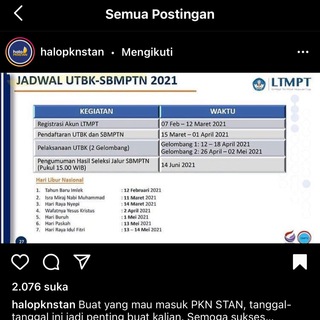 Semua Postingan
halopknstan • Mengikuti
JADWAL UTBK-SBMPTN 2021
LTMPT
KEGIATAN WAKTU
Registrasi Akun LTMPT 07 Feb – 12 Maret 2021
Pendaftaran UTBK dan SBMPTN 15 Maret – 01 April 2021
Pelaksanaan UTBK (2 Gelombang) Gelombang 1: 12 – 18 April 2021
Gelombang 2: 26 April – 02 Mei 2021
Pengumuman Hasil Seleksi Jalur SBMPTN
(Pukul 15.00 WIB) 14 Juni 2021
Hari Libur Nasional
1. Tahun Baru Imlek : 12 Februari 2021
2. Isra Miraj Nabi Muhammad : 11 Maret 2021
3. Hari Raya Nyepi : 14 Maret 2021
4. Wafatnya Yesus Kristus : 2 April 2021
5. Hari Buruh : 1 Mei 2021
6. Hari Paskah : 13 Mei 2021
7. Hari Raya Idul Fitri : 13 – 14 Mei 2021
27
2.076 suka
halopknstan Buat yang mau masuk PKN STAN, tanggal-
tanggal ini jadi penting buat kalian. Semoga sukses...